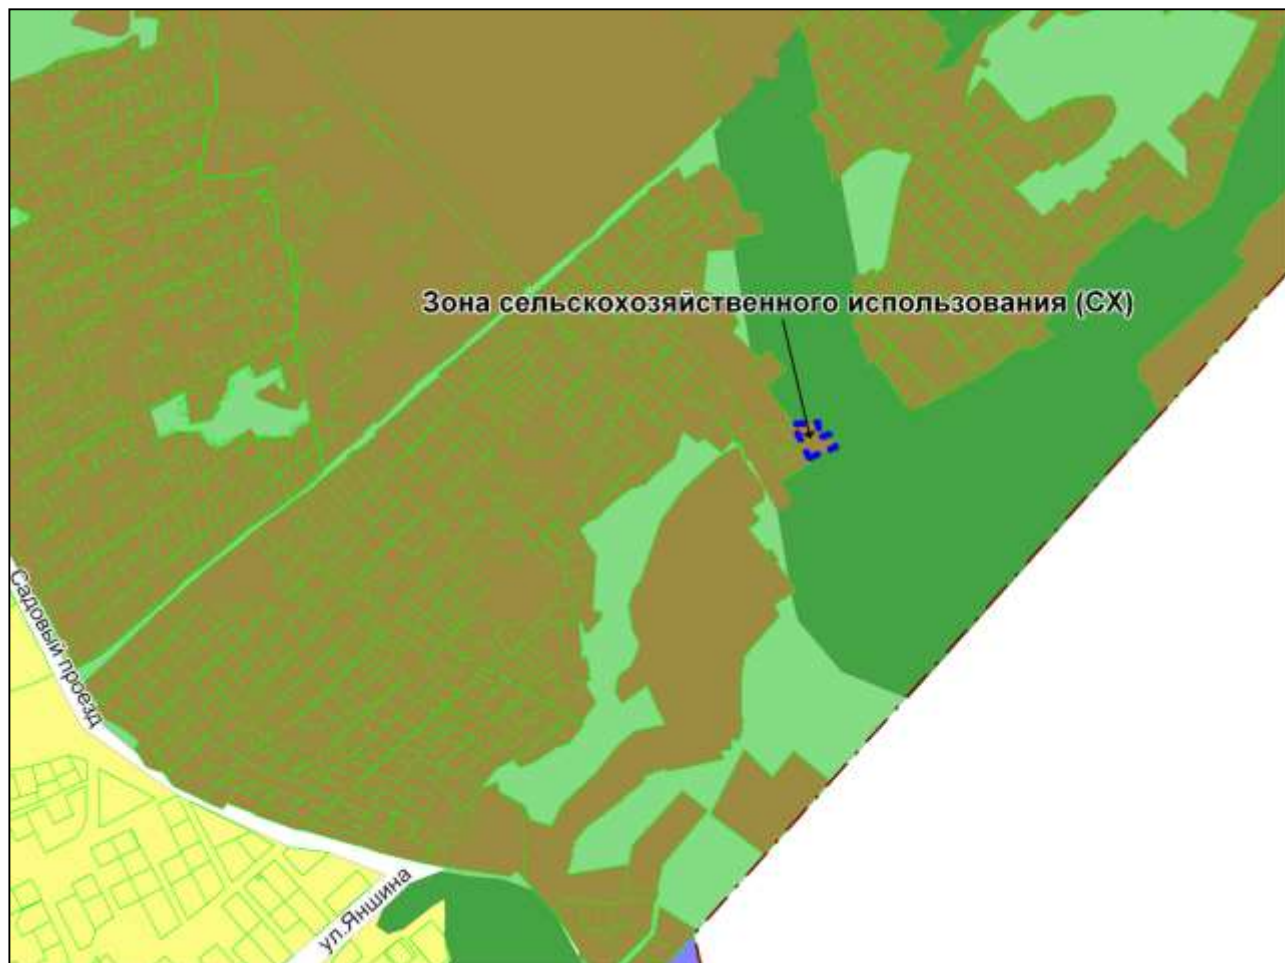 Зона сельскохозяйственного использования (СХ)
Садовый проезд
ул.Яншина